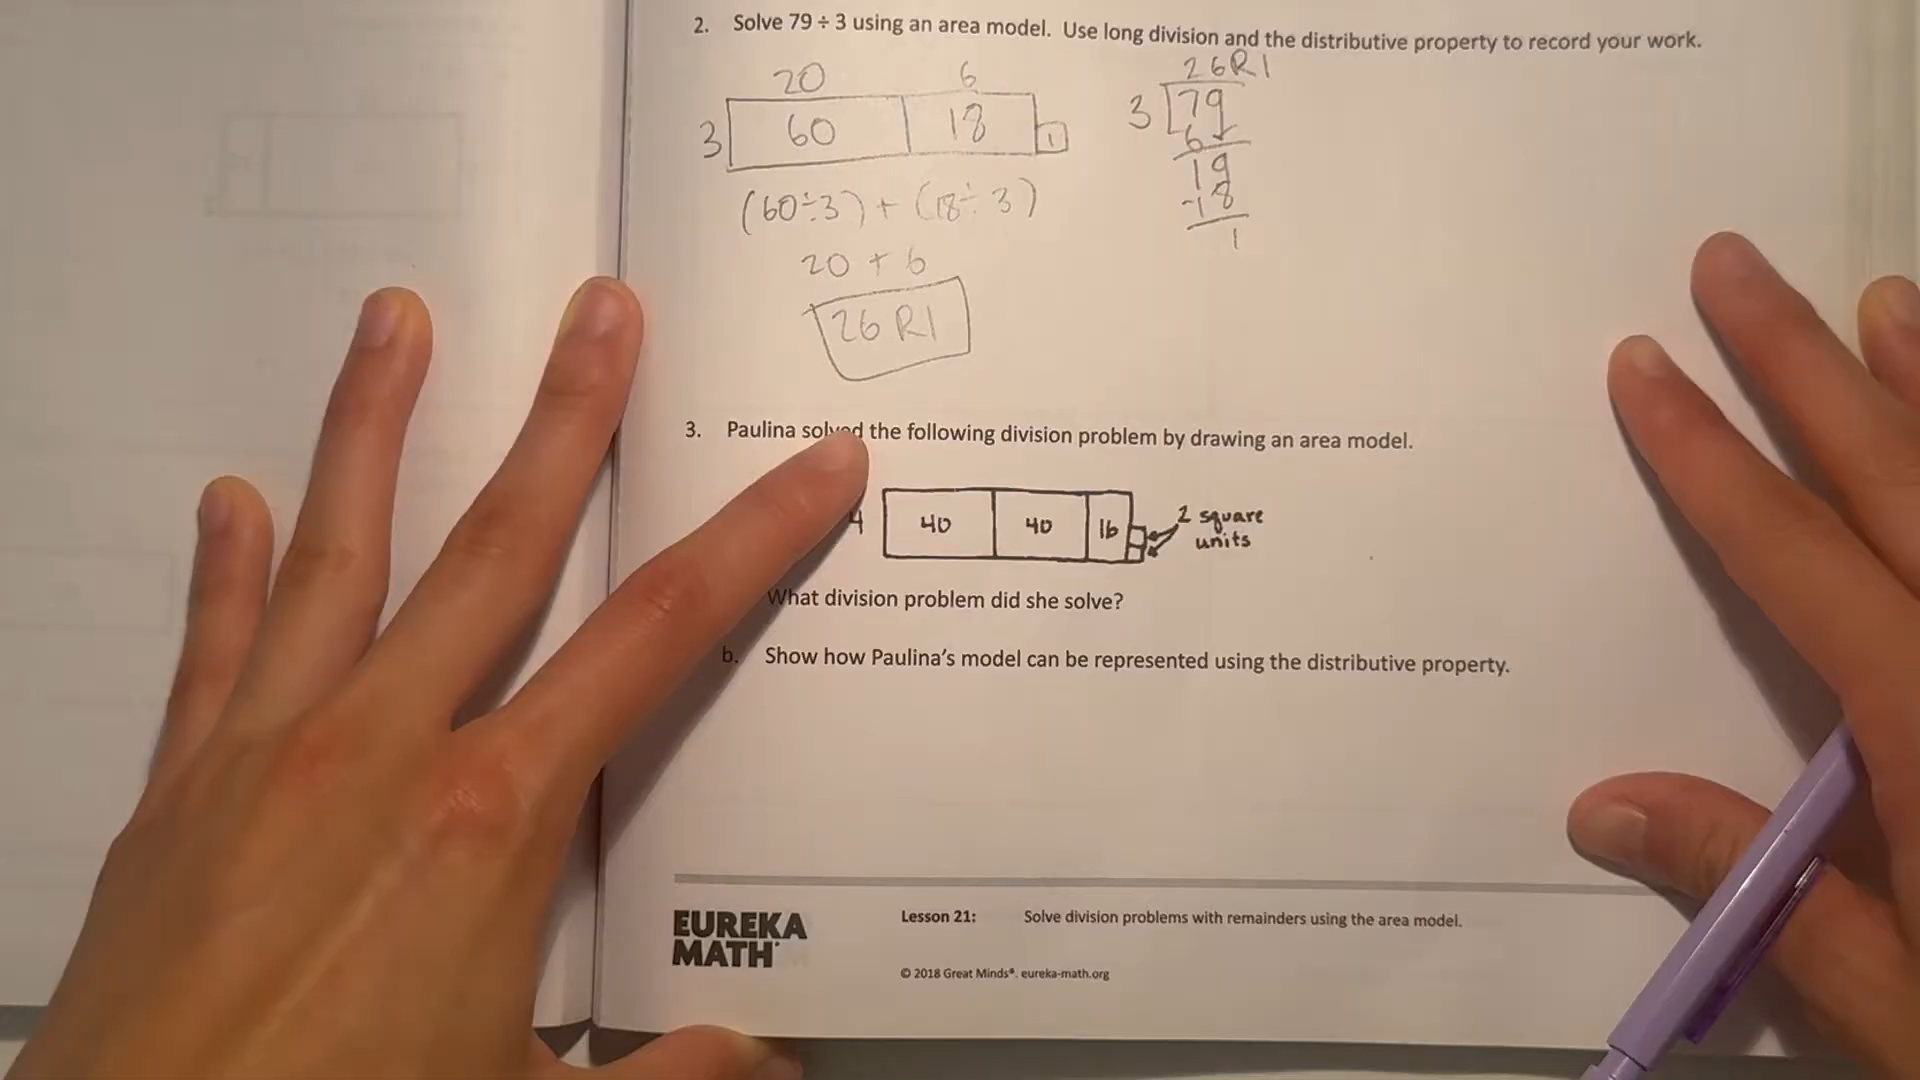 2. Solve 79 ÷ 3 using an area model. Use long division and the distributive property to record your work.
20 6
3 60 18 1
(60÷3) + (18÷3)
20 + 6
26 R1
26R1
3 79
6
19
-18
1
3. Paulina solved the following division problem by drawing an area model.
4 40 40 16 2 square
units
What division problem did she solve?
b. Show how Paulina's model can be represented using the distributive property.
EUREKA
MATH
Lesson 21: Solve division problems with remainders using the area model.
© 2018 Great Minds®. eureka-math.org